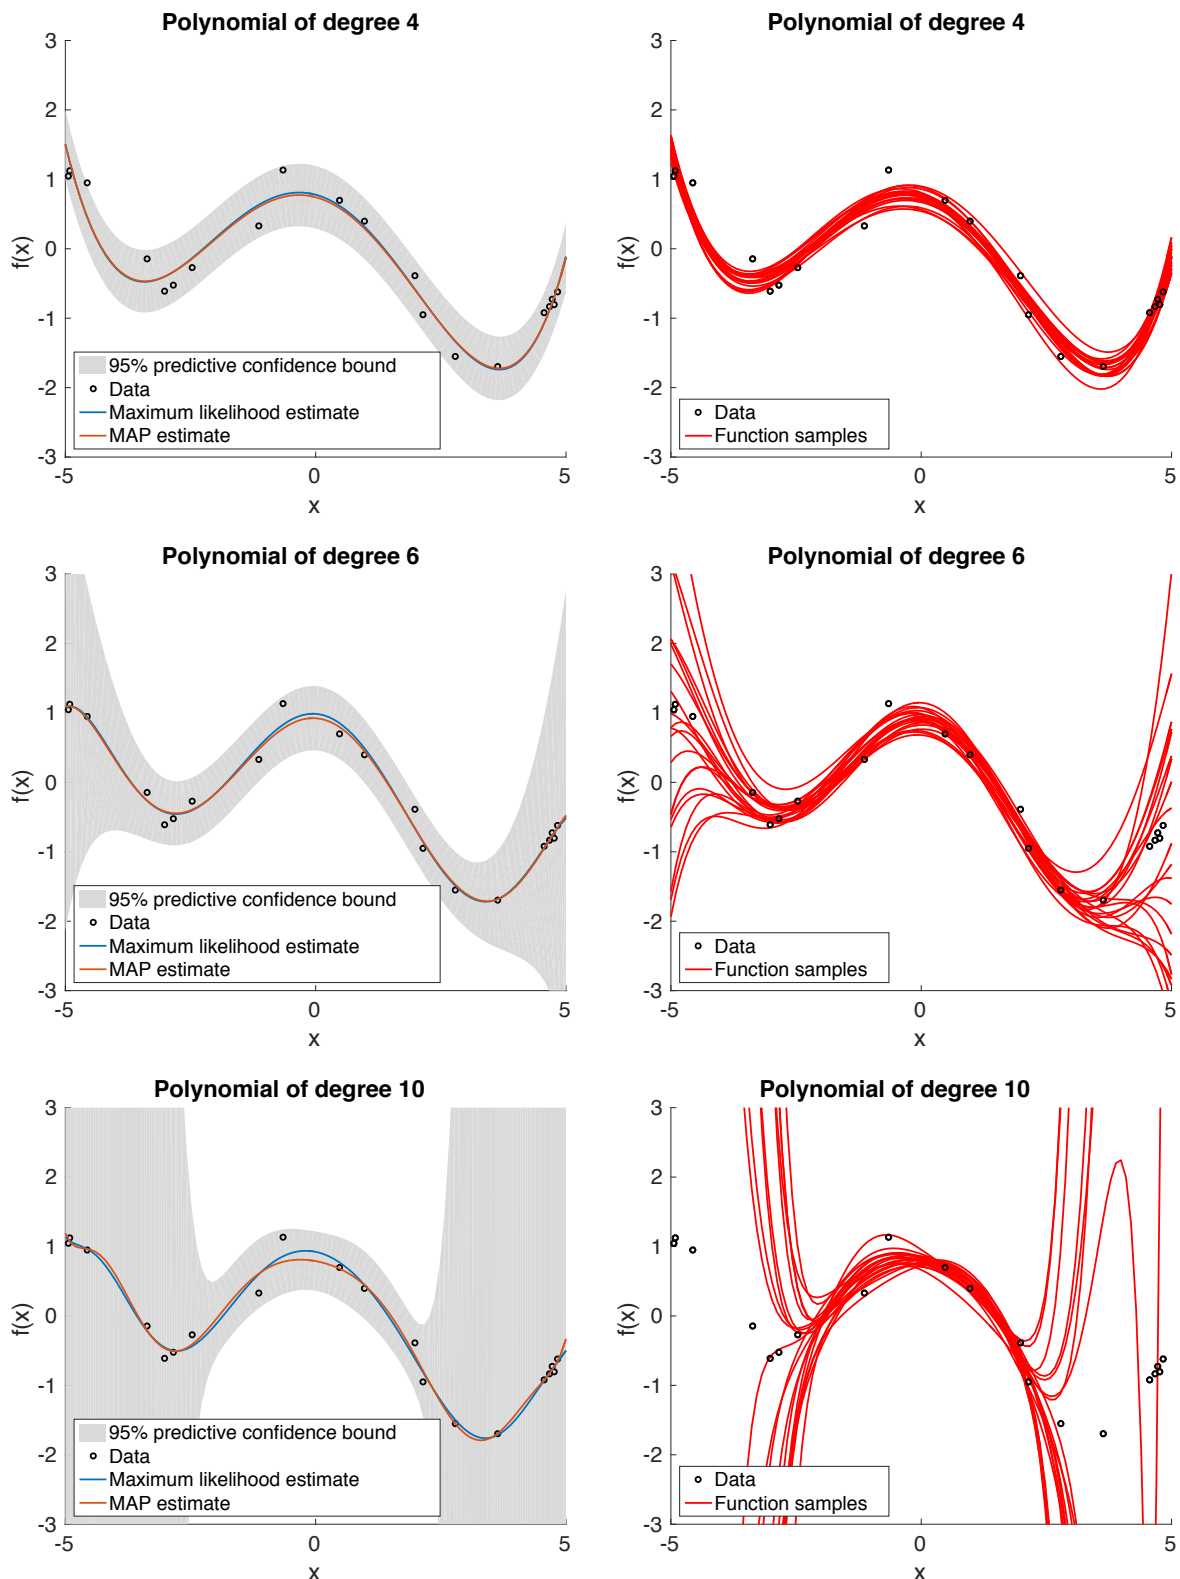 Polynomial of degree 4
3
2
1
0
-1
-2
-3
f(x)
95% predictive confidence bound
Data
Maximum likelihood estimate
MAP estimate
-5
0
5
x
Polynomial of degree 4
3
2
1
0
-1
-2
-3
f(x)
Data
Function samples
-5
0
5
x
Polynomial of degree 6
3
2
1
0
-1
-2
-3
f(x)
95% predictive confidence bound
Data
Maximum likelihood estimate
MAP estimate
-5
0
5
x
Polynomial of degree 6
3
2
1
0
-1
-2
-3
f(x)
Data
Function samples
-5
0
5
x
Polynomial of degree 10
3
2
1
0
-1
-2
-3
f(x)
95% predictive confidence bound
Data
Maximum likelihood estimate
MAP estimate
-5
0
5
x
Polynomial of degree 10
3
2
1
0
-1
-2
-3
f(x)
Data
Function samples
-5
0
5
x